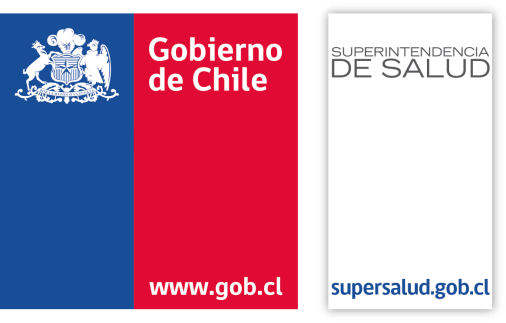 Gobierno
de Chile
www.gob.cl
SUPERINTENDENCIA
DE SALUD
supersalud.gob.cl